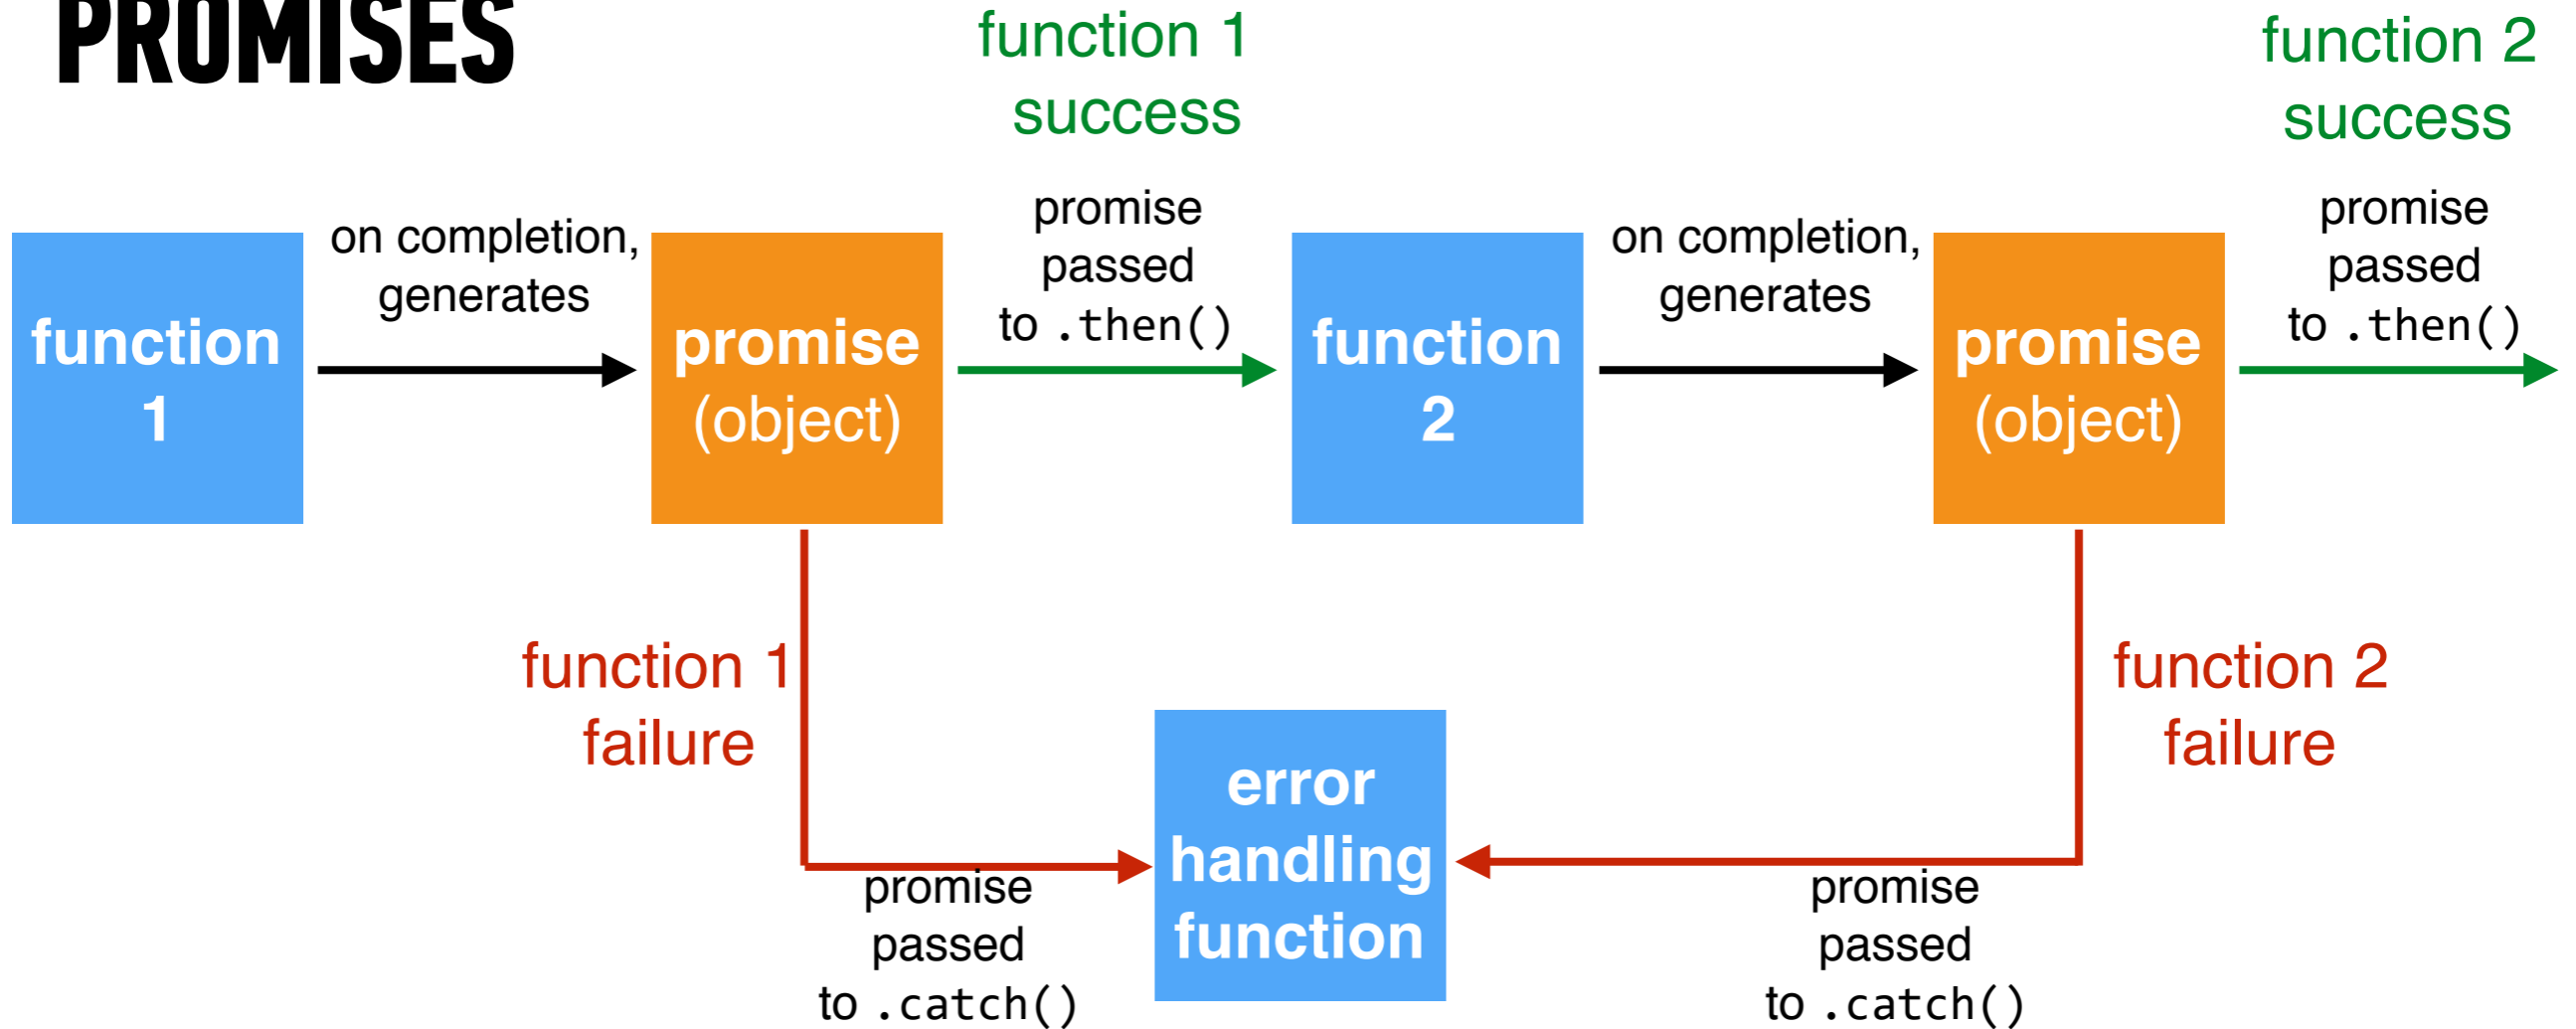 PROMISES
function 1
success
function 2
success
function
1
on completion,
generates
promise
(object)
promise
passed
to .then()
function
2
on completion,
generates
promise
(object)
promise
passed
to .then()
function 1
failure
promise
passed
to .catch()
error
handling
function
function 2
failure
promise
passed
to .catch()